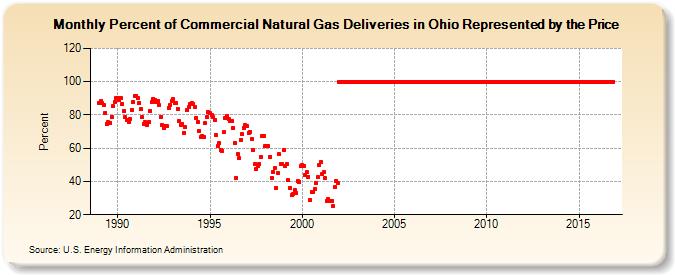 Monthly Percent of Commercial Natural Gas Deliveries in Ohio Represented by the Price
Percent
120
100
80
60
40
20
1990 1995 2000 2005 2010 2015
Source: U.S. Energy Information Administration